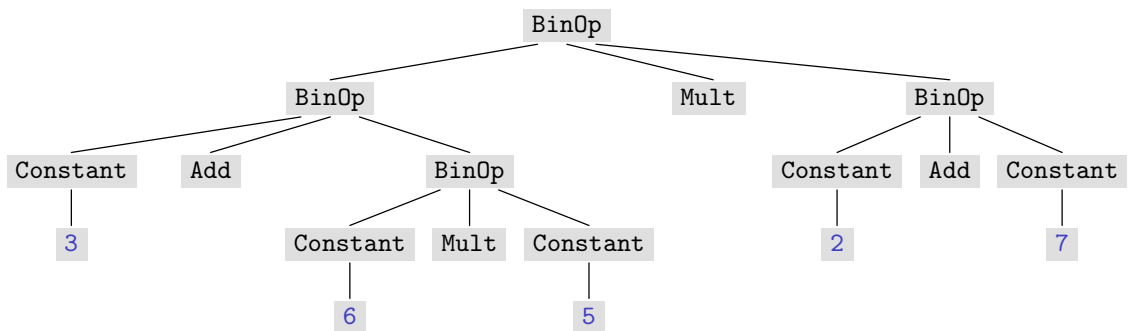 BinOp
BinOp Mult BinOp
Constant Add BinOp Constant Add Constant
3 Constant Mult Constant 2 7
6 5